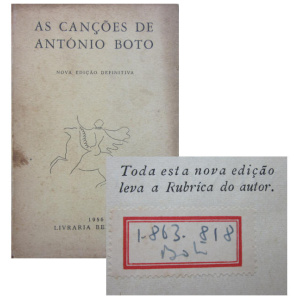 AS CANÇÕES DE
ANTÓNIO BOTO
NOVA EDIÇÃO DEFINITIVA
LIVRARIA
Toda esta nova edição
leva a Rubrica do autor.
1-863.818
Botto